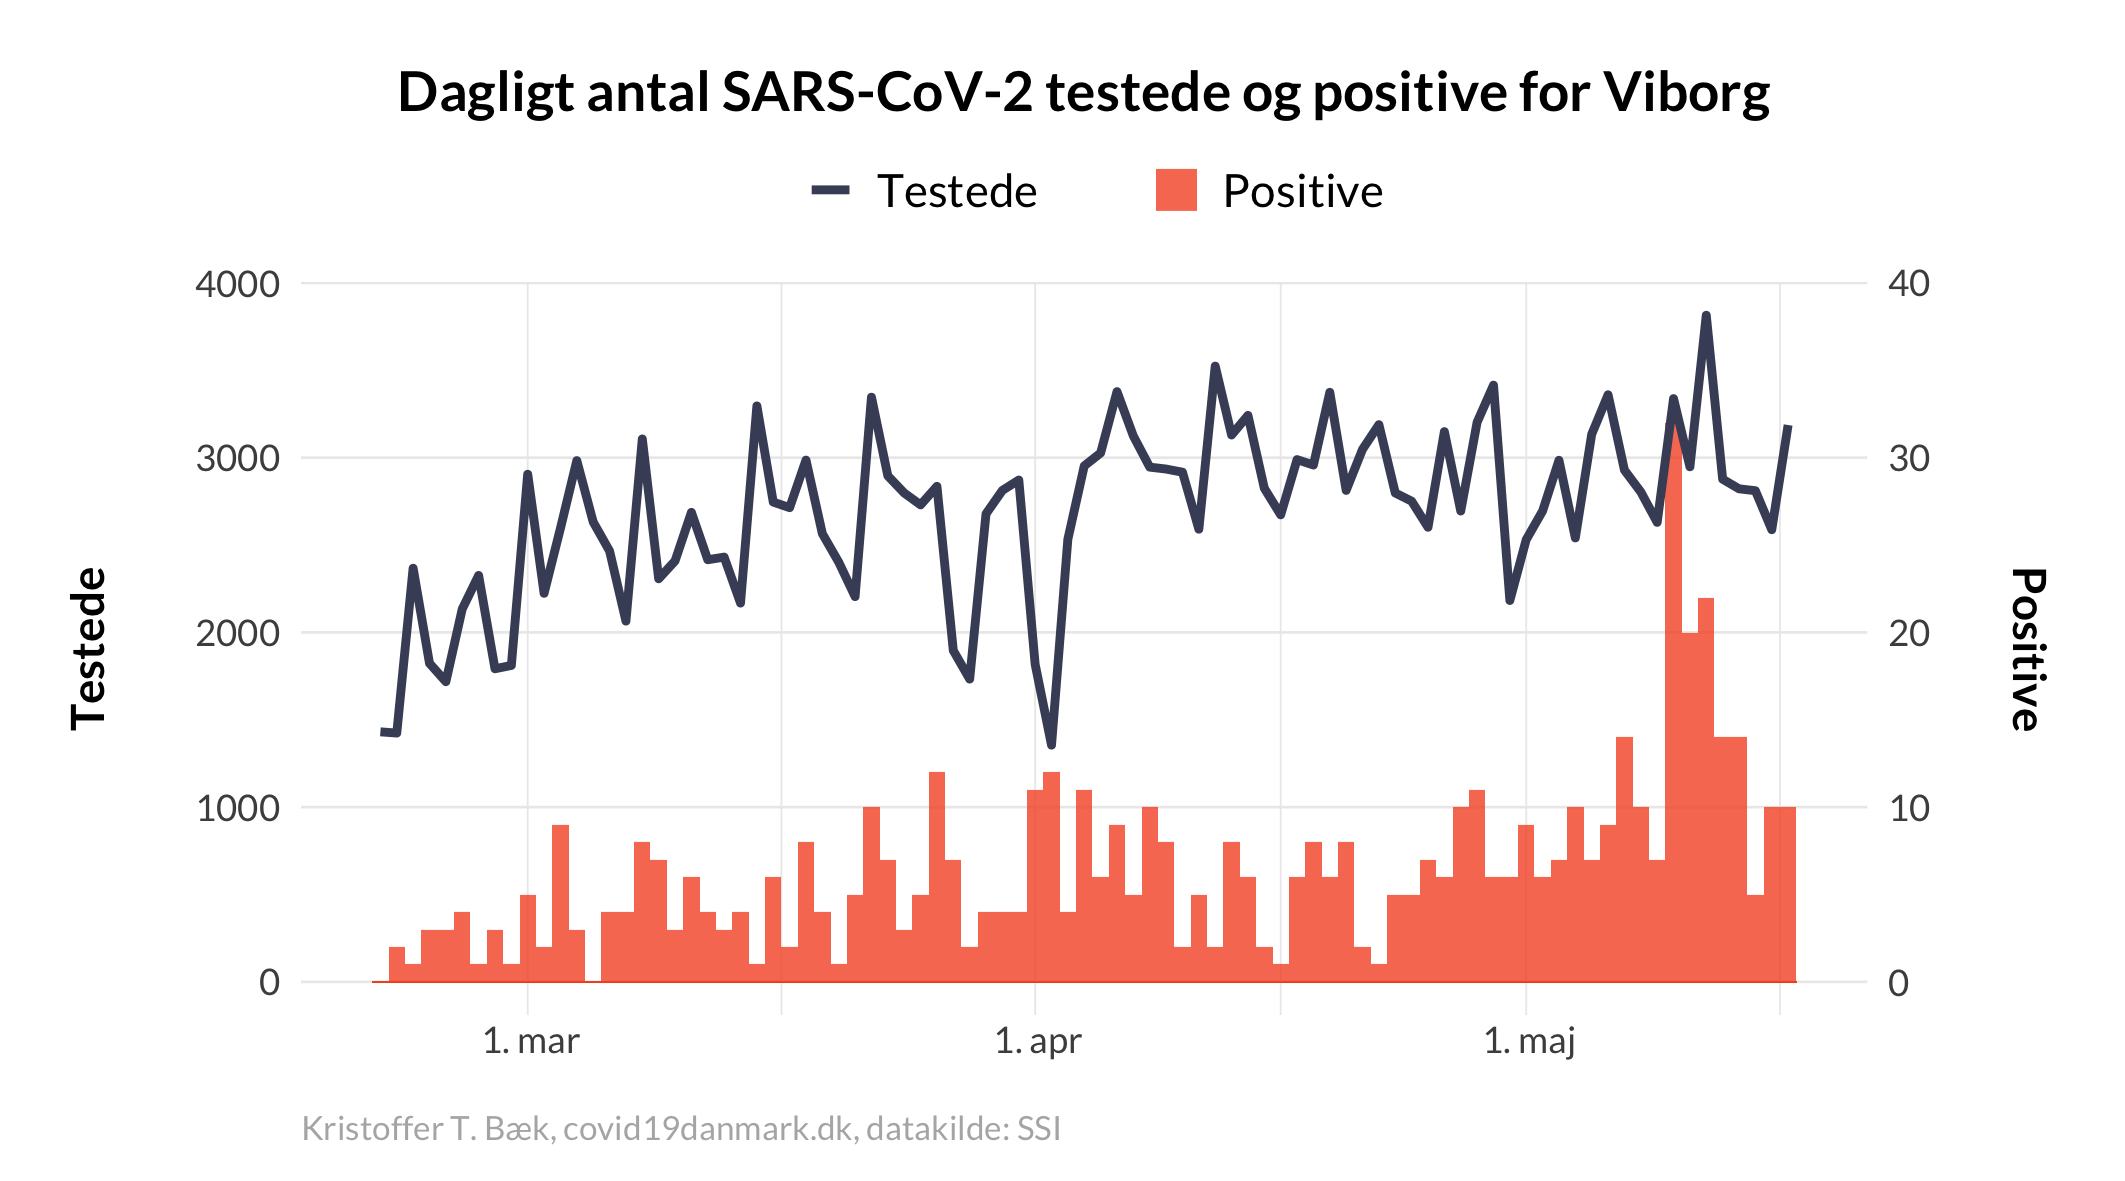 Dagligt antal SARS-CoV-2 testede og positive for Viborg
Testede Positive
4000 40
3000 30
2000 20
1000 10
0 0
Testede
Positive
1. mar 1. apr 1. maj
Kristoffer T. Bæk, covid19danmark.dk, datakilde: SSI